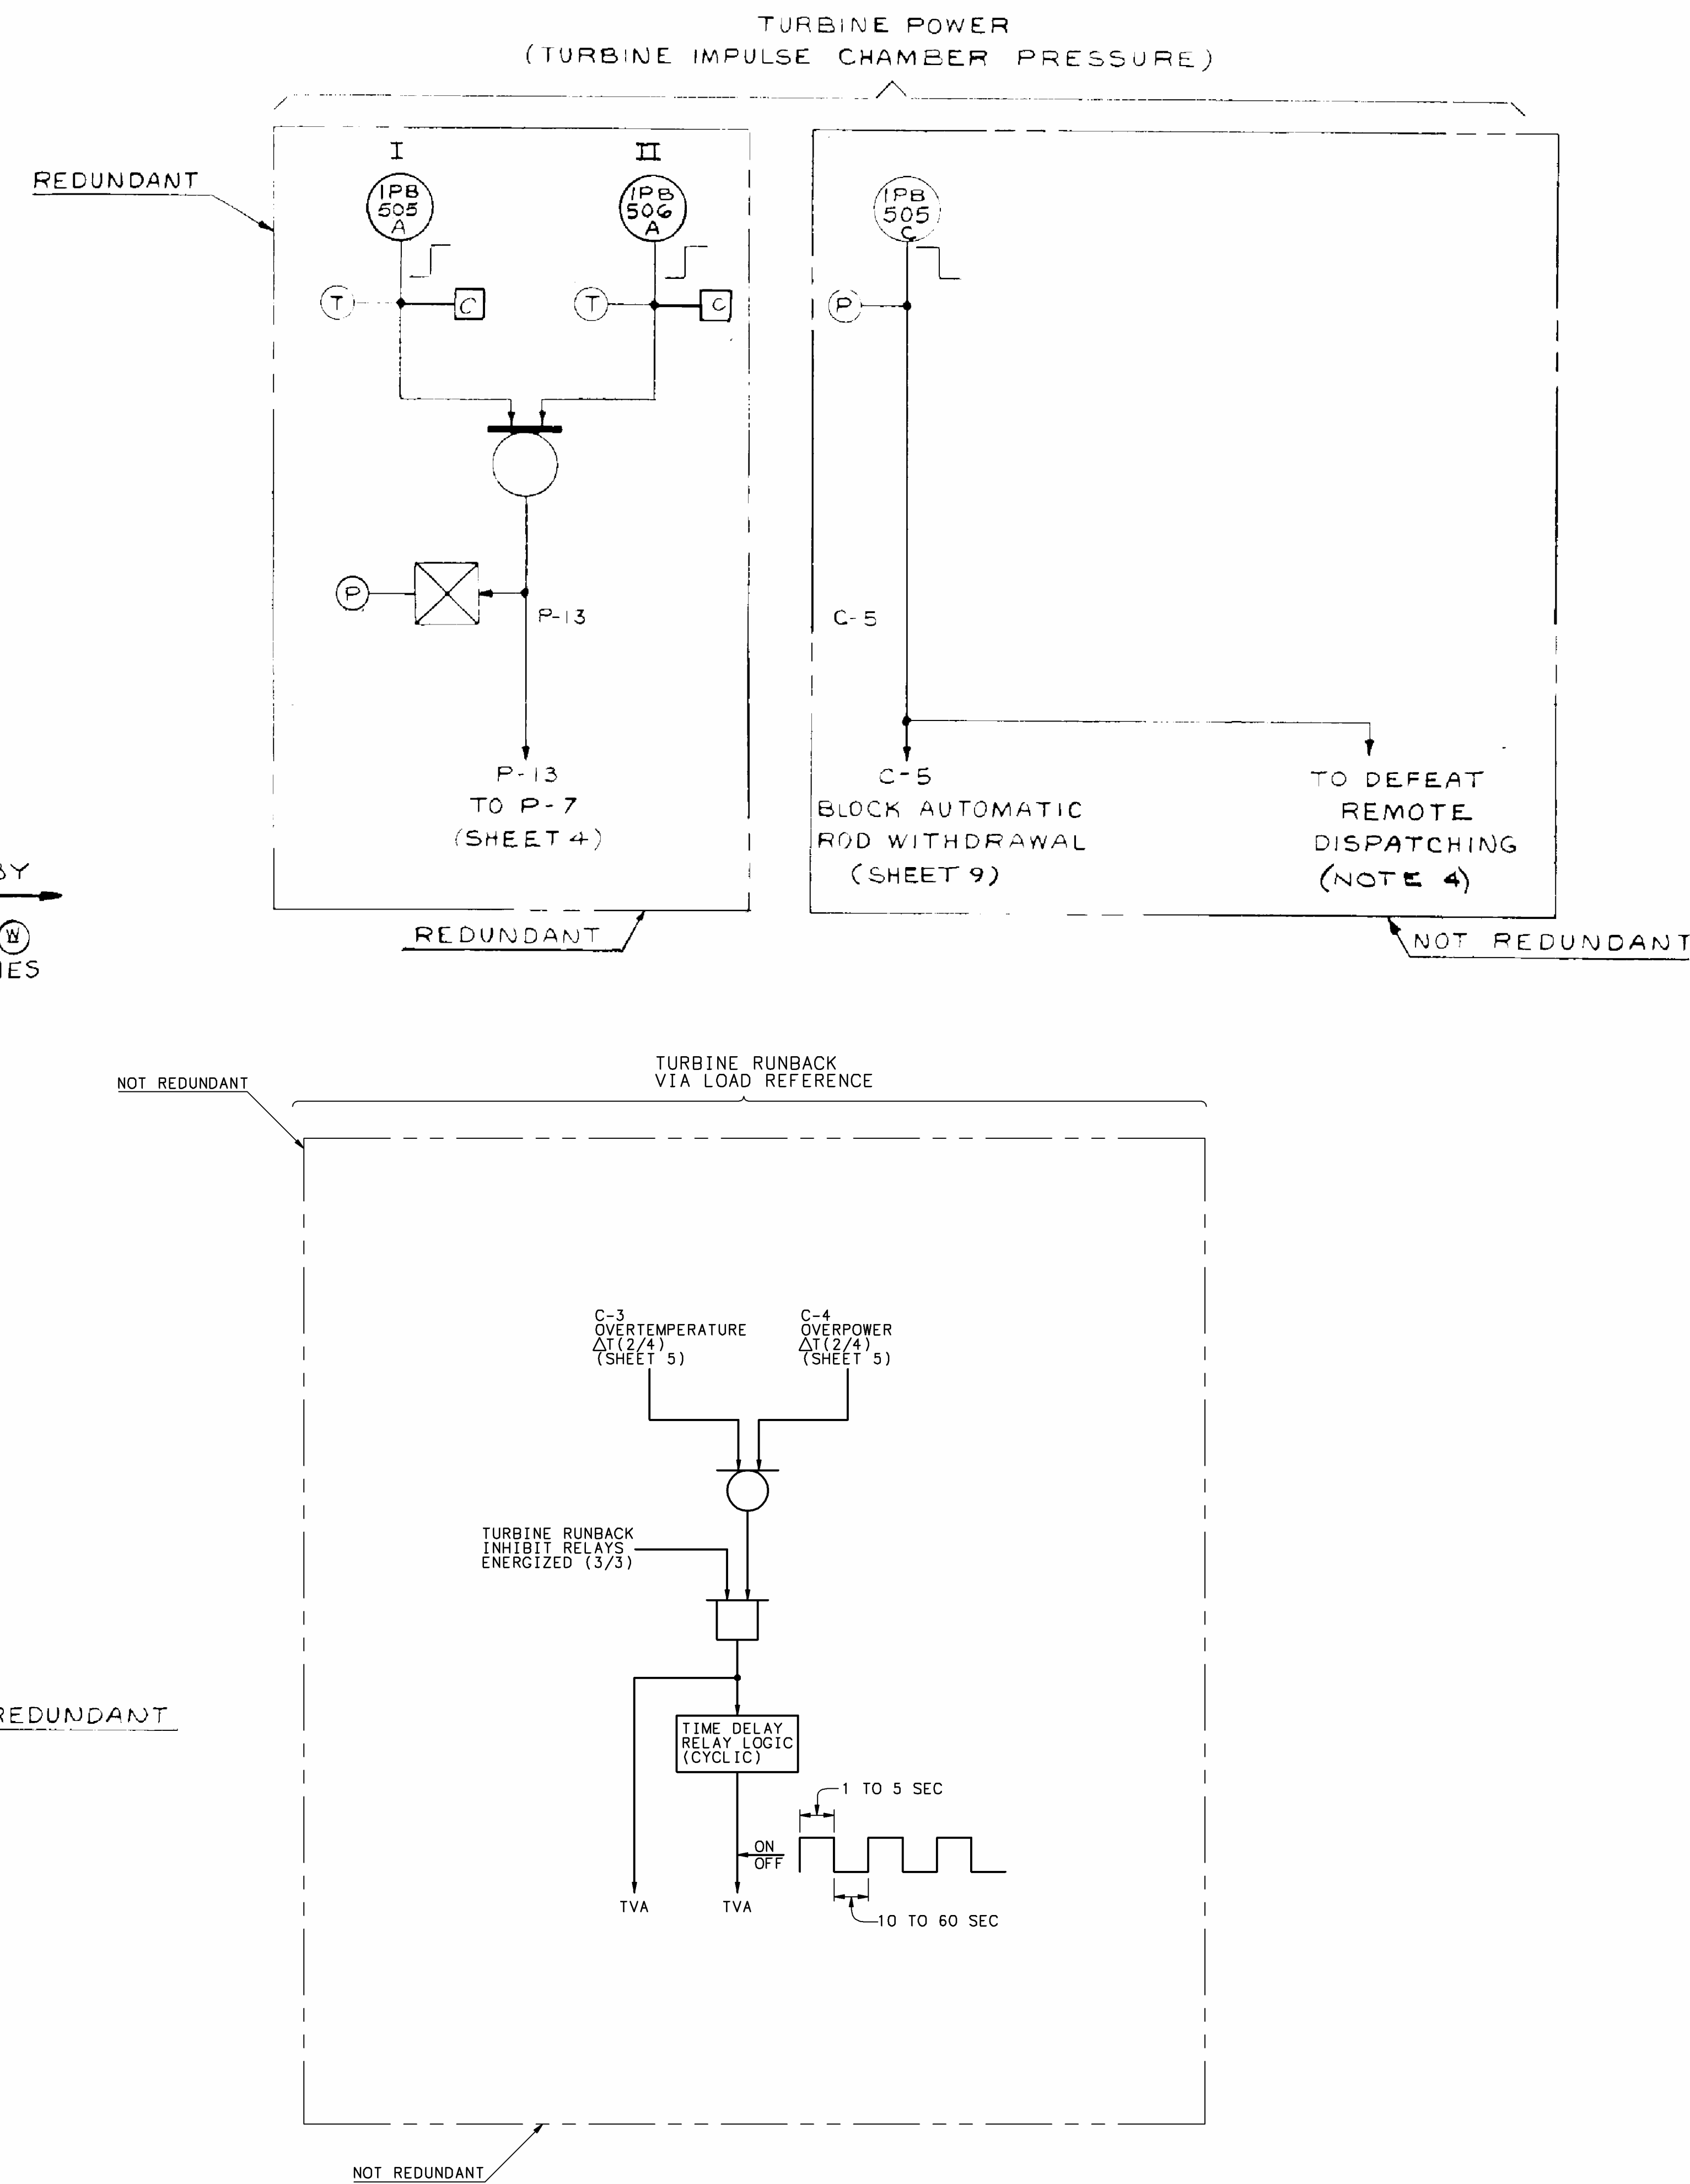 TURBINE POWER
(TURBINE IMPULSE CHAMBER PRESSURE)
REDUNDANT
I
II
IPB
505
A
IPB
506
A
IPB
505
C
T
C
T
C
P
P
P-13
C-5
P-13
TO P-7
(SHEET 4)
C-5
BLOCK AUTOMATIC
ROD WITHDRAWAL
(SHEET 9)
TO DEFEAT
REMOTE
DISPATCHING
(NOTE 4)
BY
W
IES
REDUNDANT
NOT REDUNDANT
TURBINE RUNBACK
VIA LOAD REFERENCE
NOT REDUNDANT
C-3
OVERTEMPERATURE
ΔT(2/4)
(SHEET 5)
C-4
OVERPOWER
ΔT(2/4)
(SHEET 5)
TURBINE RUNBACK
INHIBIT RELAYS
ENERGIZED (3/3)
REDUNDANT
TIME DELAY
RELAY LOGIC
(CYCLIC)
1 TO 5 SEC
ON
OFF
TVA
TVA
10 TO 60 SEC
NOT REDUNDANT